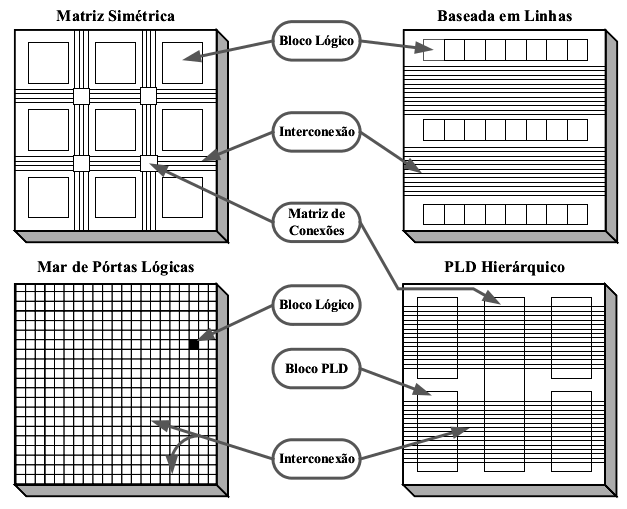 Matriz Simétrica
Baseada em Linhas
Bloco Lógico
Interconexão
Matriz de
Conexões
Mar de Pórtas Lógicas
PLD Hierárquico
Bloco Lógico
Bloco PLD
Interconexão